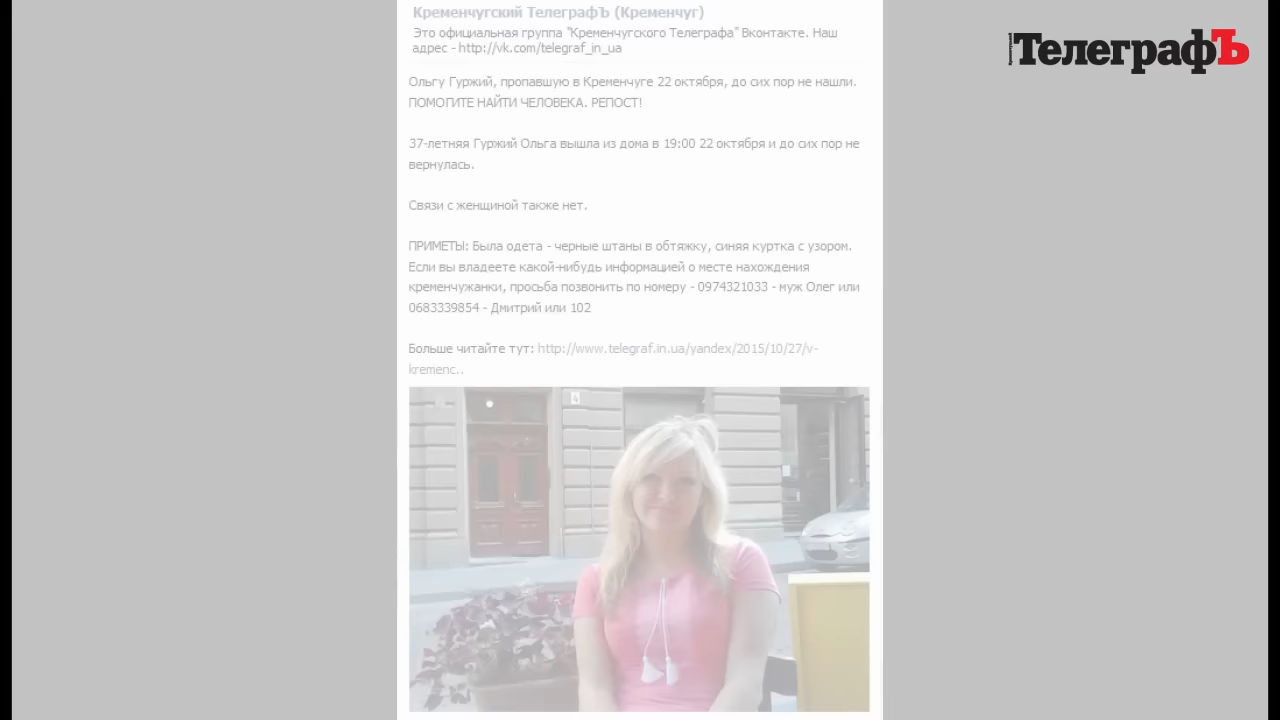 Кременчугский ТелеграфЪ (Кременчуг)
Это официальная группа "Кременчугского Телеграфа" Вконтакте. Наш
адрес - http://vk.com/telegraf_in_ua
ТелеграфЪ
Ольгу Гуржий, пропавшую в Кременчуге 22 октября, до сих пор не нашли.
ПОМОГИТЕ НАЙТИ ЧЕЛОВЕКА. РЕПОСТ!
37-летняя Гуржий Ольга вышла из дома в 19:00 22 октября и до сих пор не
вернулась.
Связи с женщиной также нет.
ПРИМЕТЫ: Была одета - черные штаны в обтяжку, синяя куртка с узором.
Если вы владеете какой-нибудь информацией о месте нахождения
кременчужанки, просьба позвонить по номеру - 0974321033 - муж Олег или
0683339854 - Дмитрий или 102
Больше читайте тут: http://www.telegraf.in.ua/yandex/2015/10/27/v-
kremenc..
4